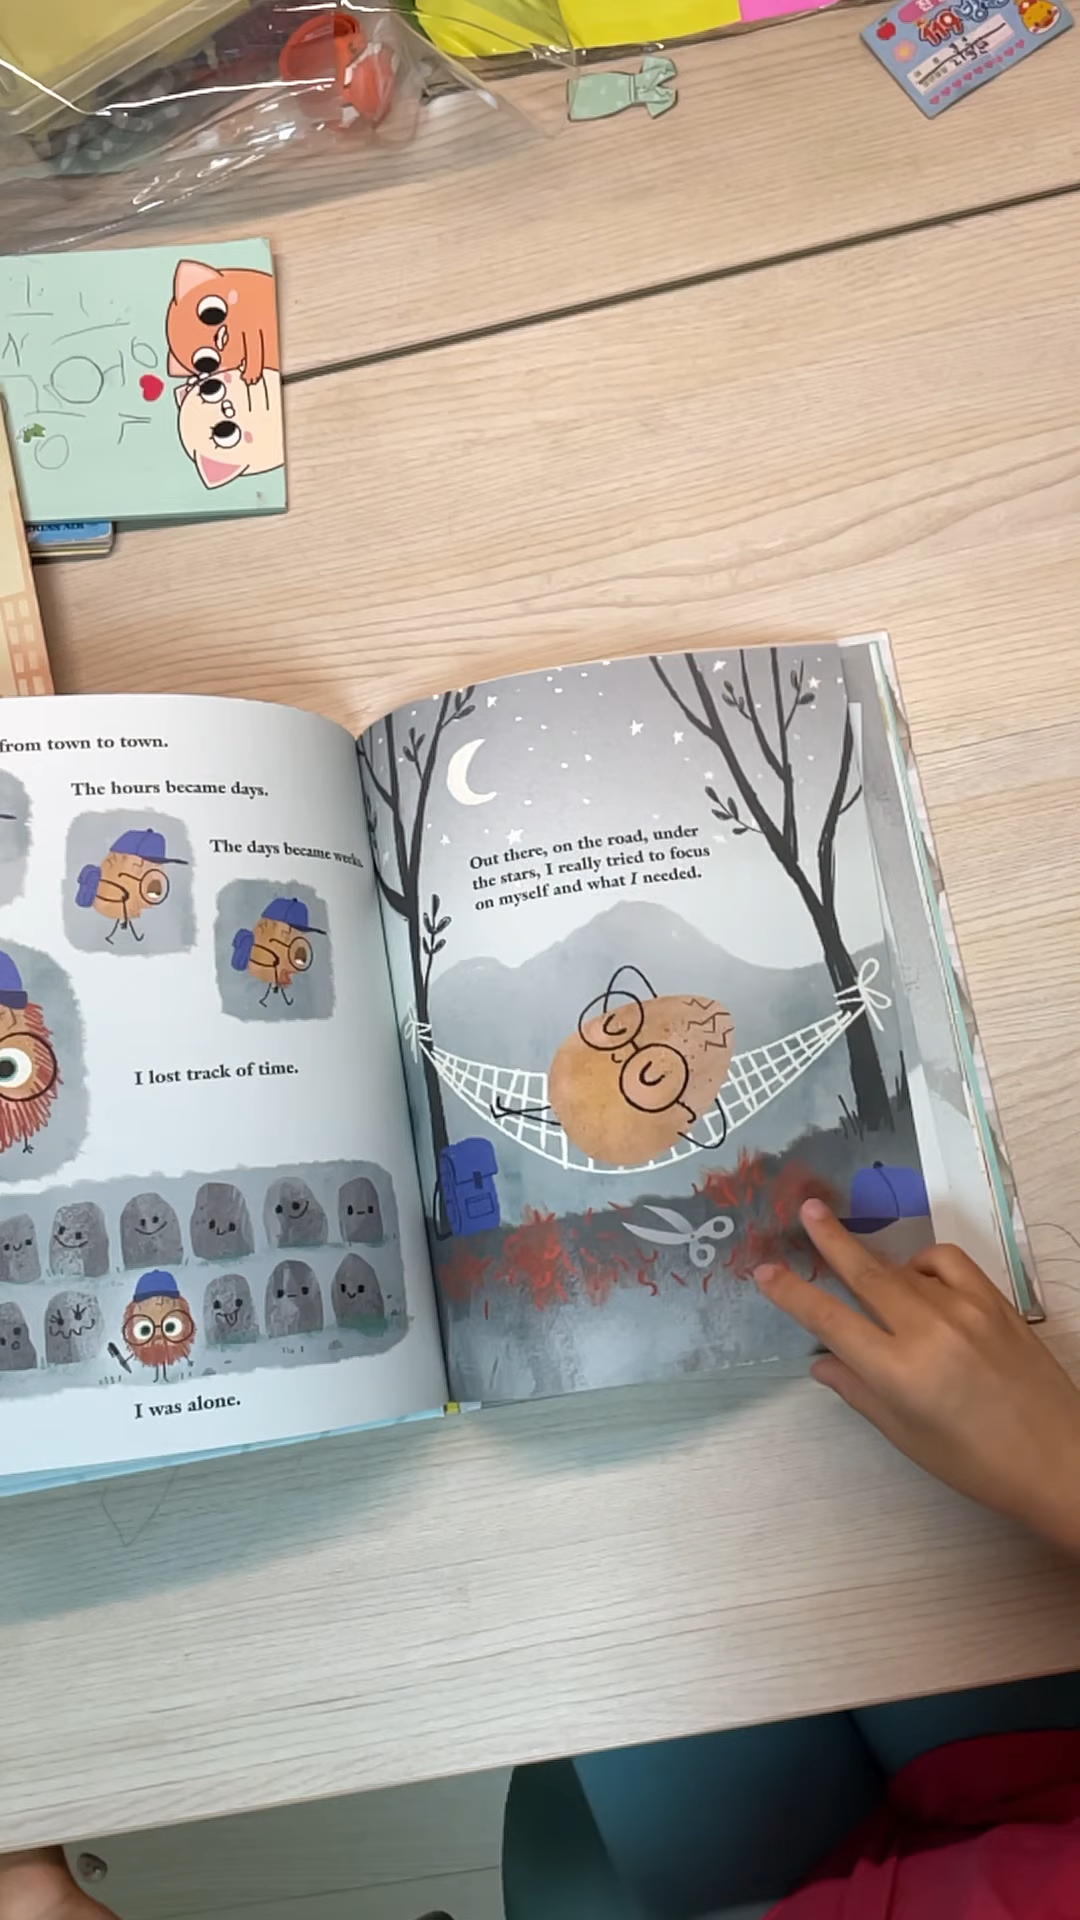 119
from town to town.
The hours became days.
The days became weeks.
I lost track of time.
I was alone.
Out there, on the road, under
the stars, I really tried to focus
on myself and what I needed.